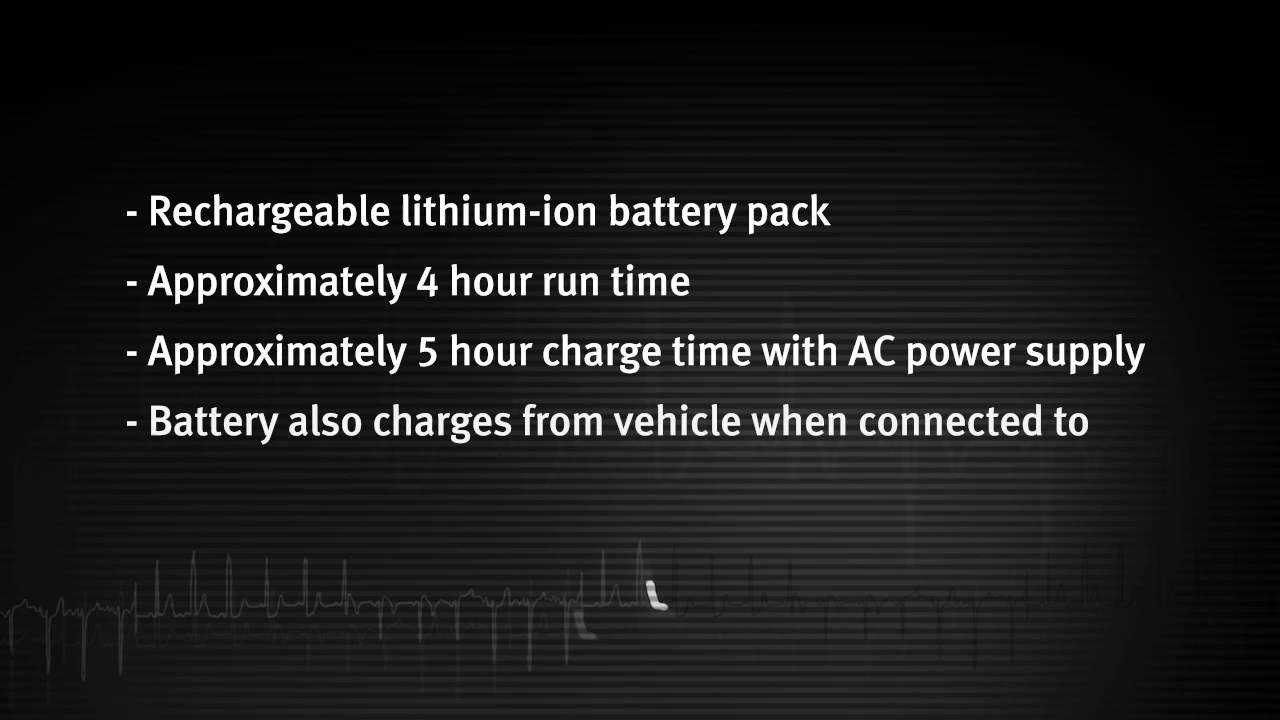 - Rechargeable lithium-ion battery pack
- Approximately 4 hour run time
- Approximately 5 hour charge time with AC power supply
- Battery also charges from vehicle when connected to